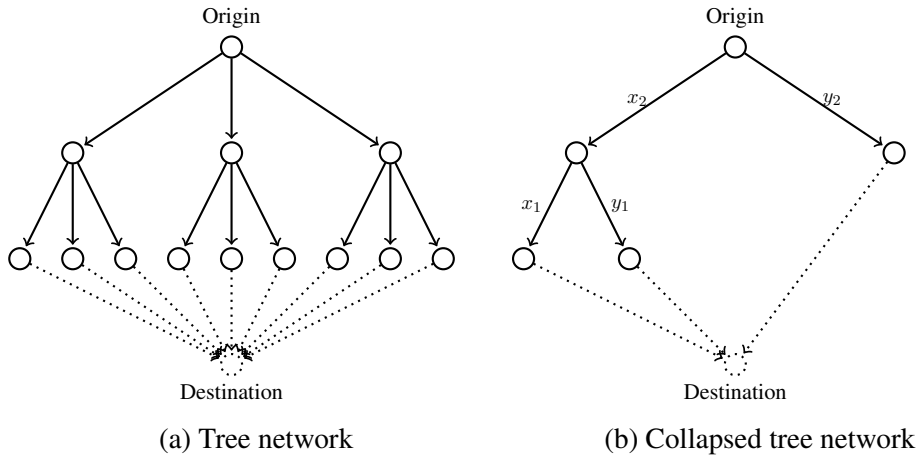 Origin
Origin
x₂
y₂
x₁
y₁
Destination
Destination
(a) Tree network
(b) Collapsed tree network